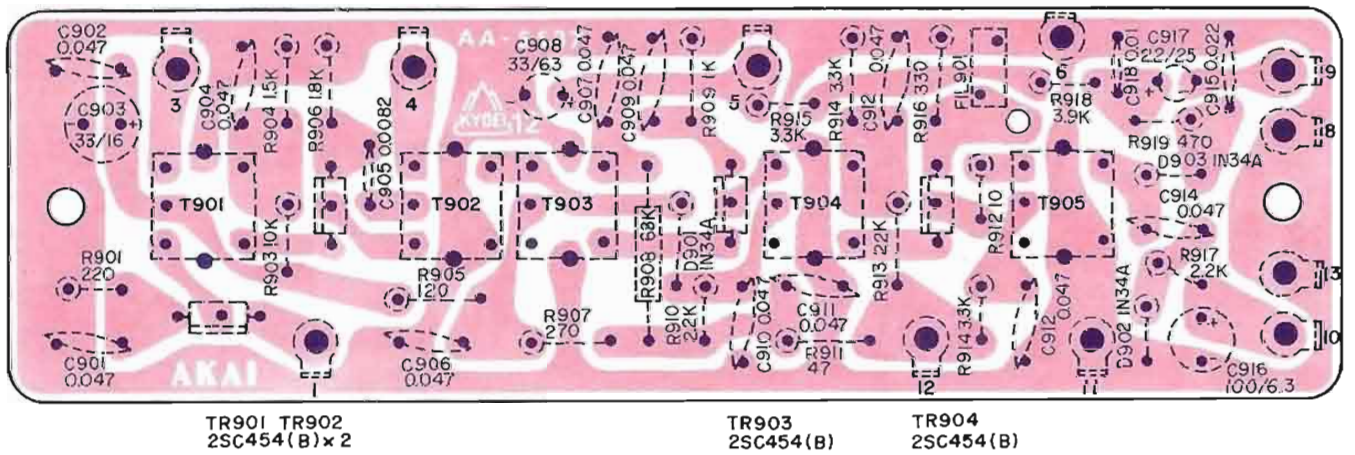 C902
0.047
3
C904
0.047
R904 1.5K
R906 1.8K
C905 0.0082
4
C908
33/63
C907 0.047
C909 0.047
R909 1K
5
R915
33K
R914 3.3K
C912
0.047
R916 330
FIL901
6
R918
3.9K
C918 0.01
C917
2.2/25
C915 0.022
9
C903
33/16
KYOEI
12
R919 470
8
D903 IN34A
T901
T902
T903
T904
T905
C914
0.047
R903 10K
R908 68K
D901
IN34A
R913 22K
R912 10
R917
2.2K
R901
220
R905
120
R907
270
R910
22K
C910 0.047
C911
0.047
R911
47
R914 3.3K
C912
0.047
D902 IN34A
13
10
C901
0.047
AKAI
1
C906
0.047
12
11
C916
100/6.3
TR901 TR902
2SC454(B)×2
TR903
2SC454(B)
TR904
2SC454(B)